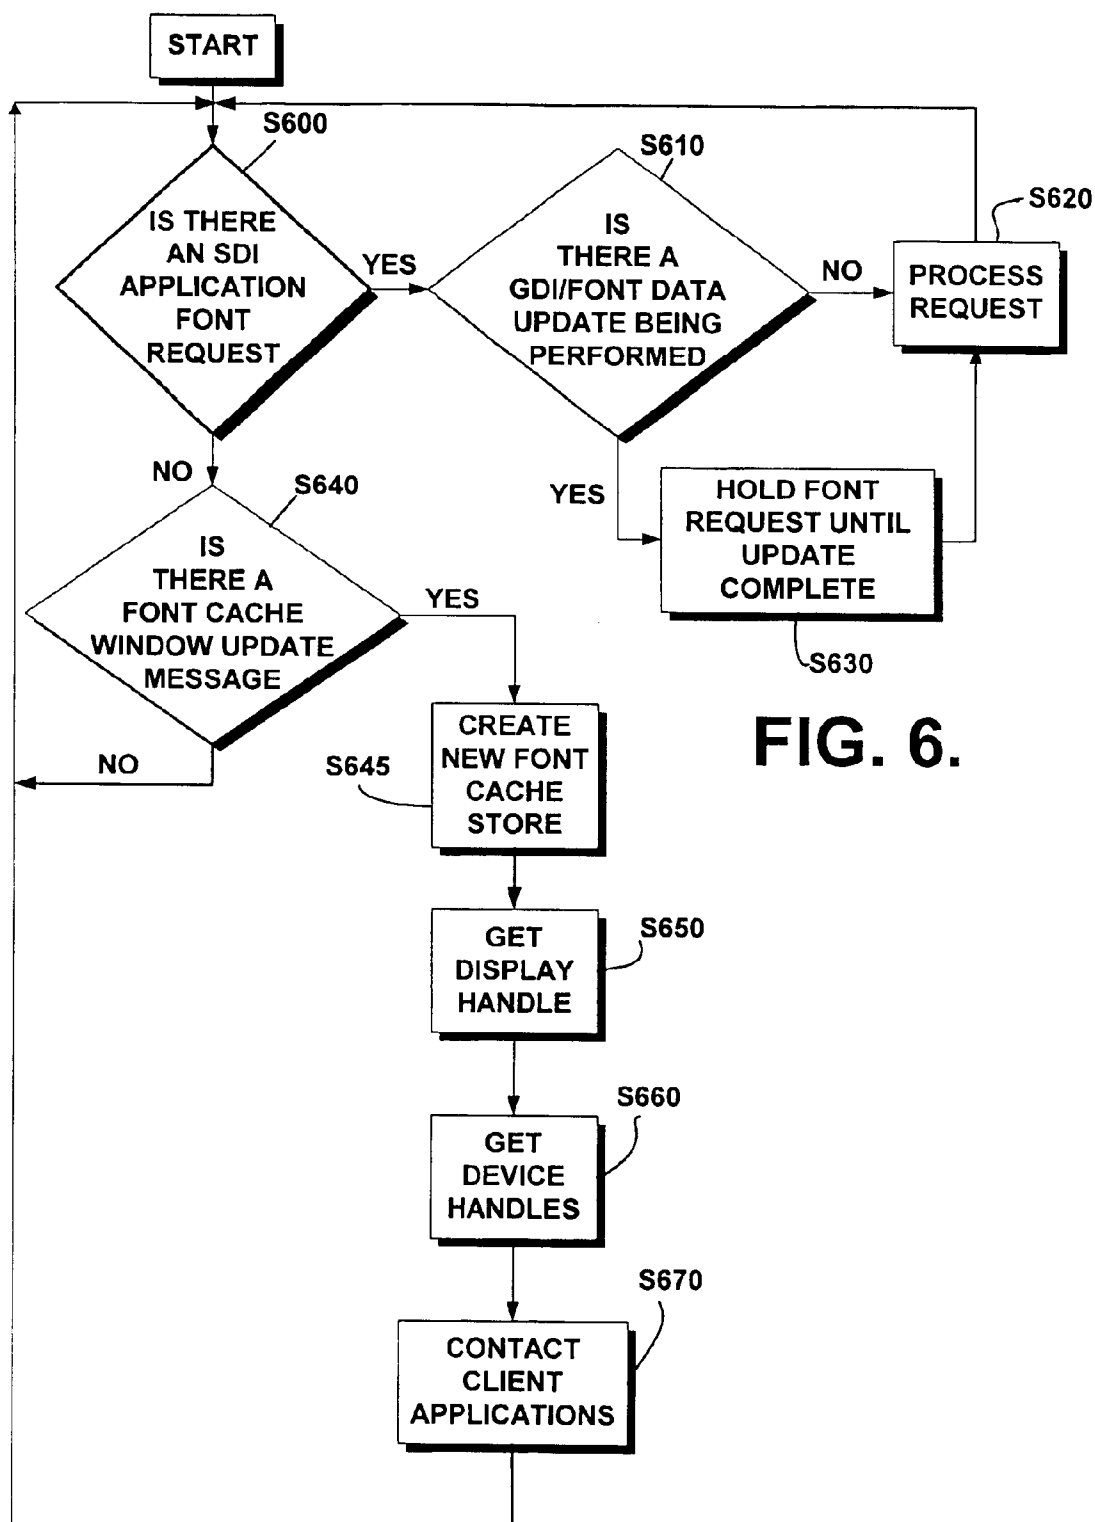 START
S600
IS THERE
AN SDI
APPLICATION
FONT
REQUEST
YES
S610
IS
THERE A
GDI/FONT DATA
UPDATE BEING
PERFORMED
NO
S620
PROCESS
REQUEST
NO
YES
HOLD FONT
REQUEST UNTIL
UPDATE
COMPLETE
S630
S640
IS
THERE A
FONT CACHE
WINDOW UPDATE
MESSAGE
YES
NO
S645
CREATE
NEW FONT
CACHE
STORE
FIG. 6.
GET
DISPLAY
HANDLE
S650
GET
DEVICE
HANDLES
S660
CONTACT
CLIENT
APPLICATIONS
S670